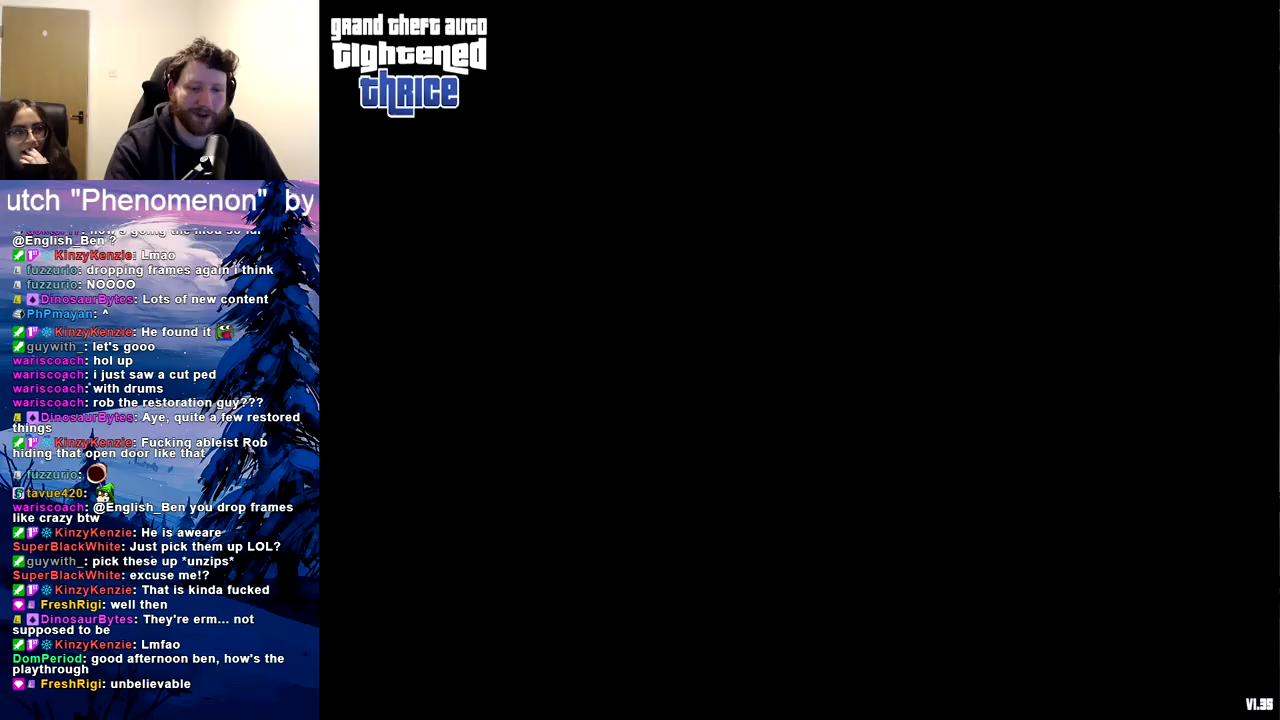 grand theft auto
tightened
thrice
utch "Phenomenon" by
@English_Ben ?
KinzyKenzie: Lmao
fuzzurio: dropping frames again i think
fuzzurio: NOOOO
DinosaurBytes: Lots of new content
PhPmayan: ^
KinzyKenzie: He found it
guywith_: let's gooo
wariscoach: hol up
wariscoach: i just saw a cut ped
wariscoach: with drums
wariscoach: rob the restoration guy???
DinosaurBytes: Aye, quite a few restored
things
KinzyKenzie: Fucking ableist Rob
hiding that open door like that
fuzzurio:
tavue420:
wariscoach: @English_Ben you drop frames
like crazy btw
KinzyKenzie: He is aweare
SuperBlackWhite: Just pick them up LOL?
guywith_: pick these up *unzips*
SuperBlackWhite: excuse me!?
KinzyKenzie: That is kinda fucked
FreshRigi: well then
DinosaurBytes: They're erm... not
supposed to be
KinzyKenzie: Lmfao
DomPeriod: good afternoon ben, how's the
playthrough
FreshRigi: unbelievable
V1.35